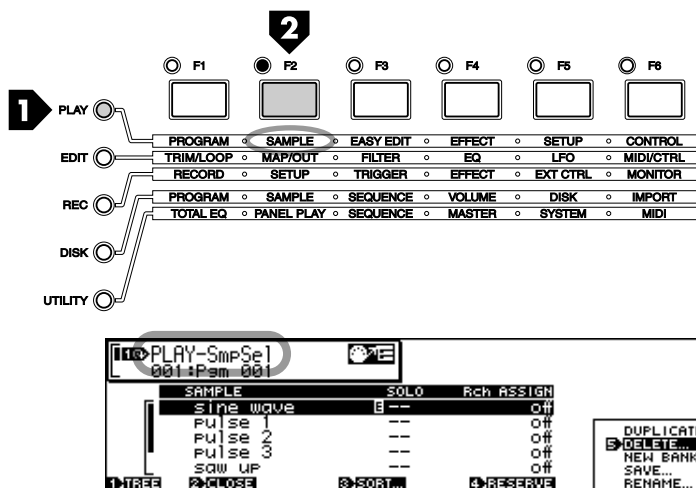 2
F1 F2 F3 F4 F5 F6
1 PLAY
PROGRAM SAMPLE EASY EDIT EFFECT SETUP CONTROL
EDIT TRIM/LOOP MAP/OUT FILTER EQ LFO MIDI/CTRL
RECORD SETUP TRIGGER EFFECT EXT CTRL MONITOR
REC PROGRAM SAMPLE SEQUENCE VOLUME DISK IMPORT
TOTAL EQ PANEL PLAY SEQUENCE MASTER SYSTEM MIDI
DISK
UTILITY
PLAY-SmpSel
001:Pgm 001
SAMPLE SOLO Rch ASSIGN
sine wave E -- off
pulse 1 -- off
pulse 2 -- off
pulse 3 -- off
saw up -- off
1 TREE 2 CLOSE 3 SORT... 4 RESERVE
DUPLICAT
5 DELETE...
NEW BANK
SAVE...
RENAME...